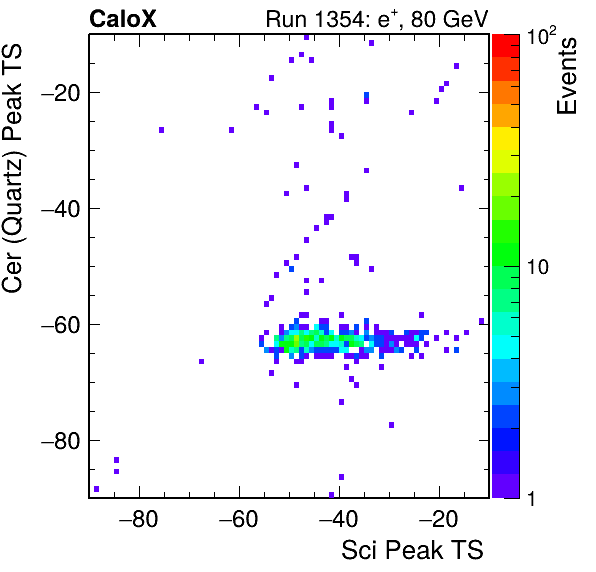 CaloX Run 1354: e+, 80 GeV
Cer (Quartz) Peak TS
−20
−40
−60
−80
−80 −60 −40 −20
Sci Peak TS
10²
10
1
Events